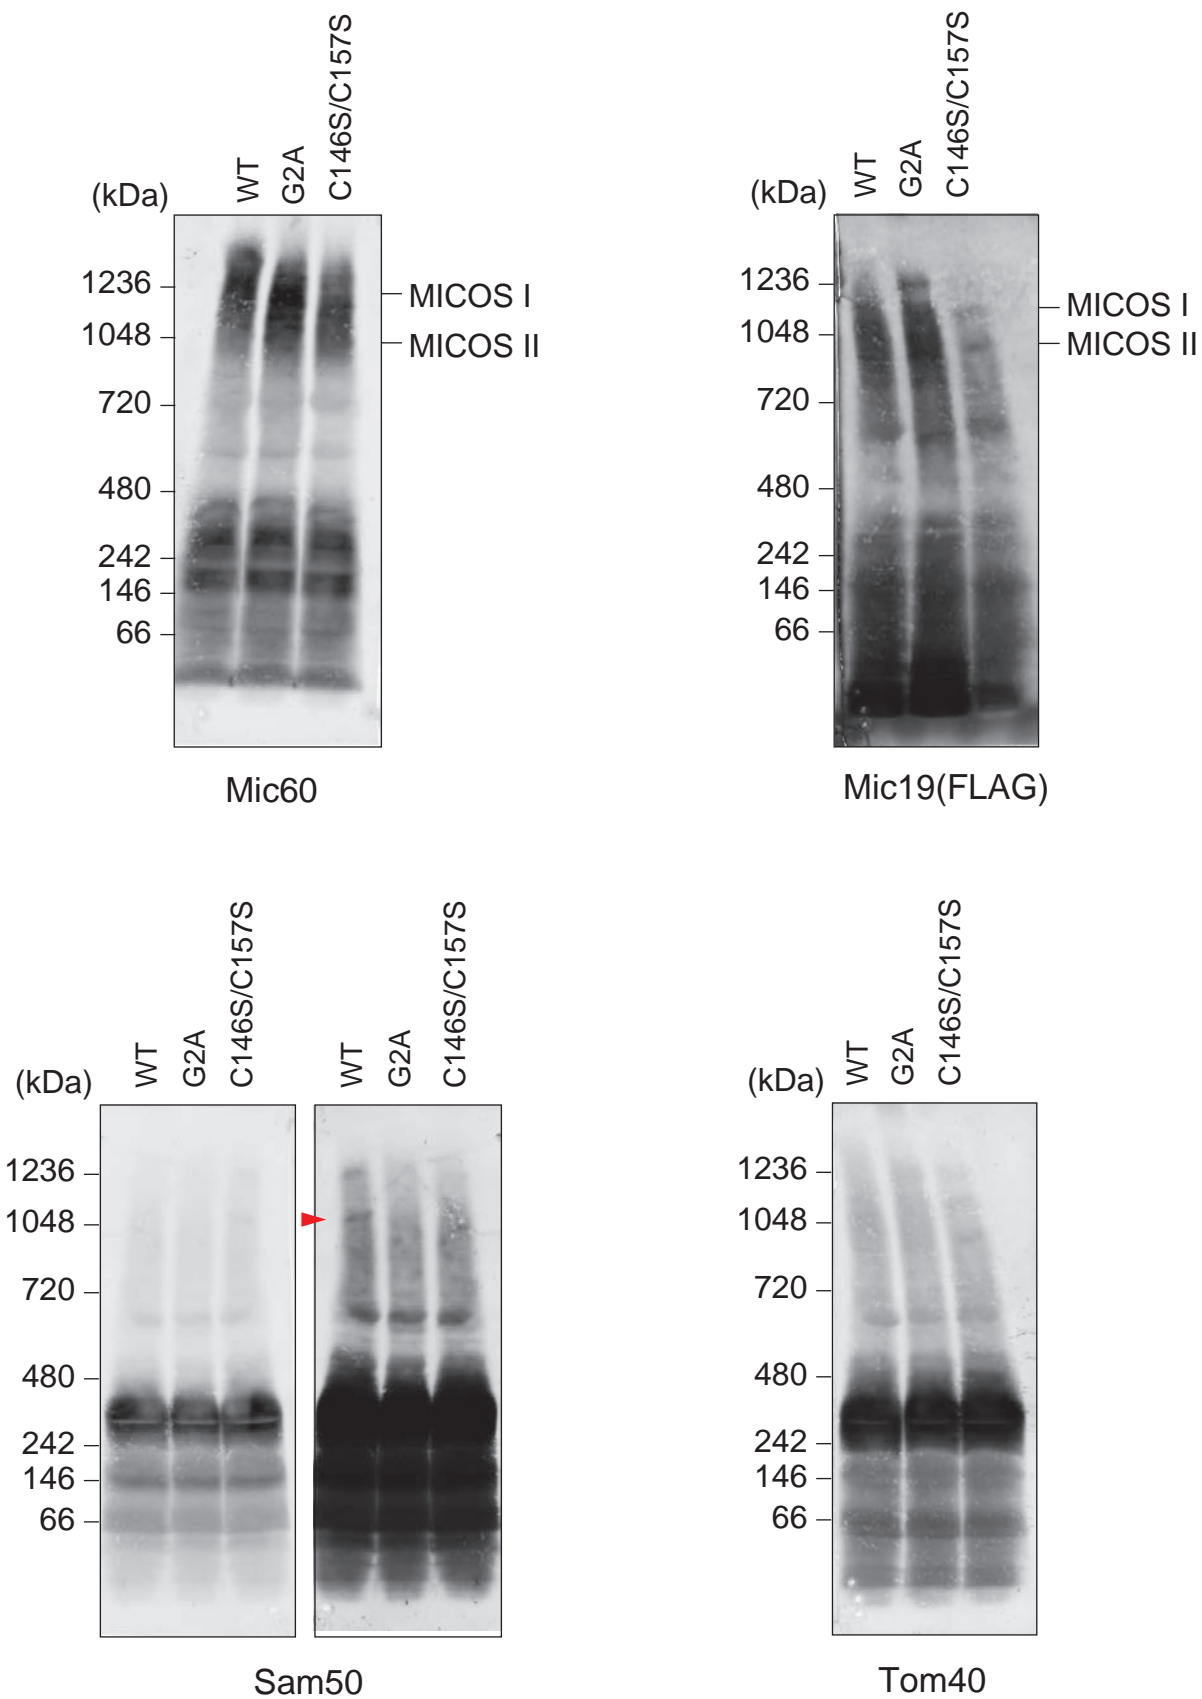 WT
G2A
C146S/C157S
(kDa)
1236
1048
720
480
242
146
66
MICOS I
MICOS II
Mic60
WT
G2A
C146S/C157S
(kDa)
1236
1048
720
480
242
146
66
MICOS I
MICOS II
Mic19(FLAG)
WT
G2A
C146S/C157S
WT
G2A
C146S/C157S
(kDa)
1236
1048
720
480
242
146
66
Sam50
WT
G2A
C146S/C157S
(kDa)
1236
1048
720
480
242
146
66
Tom40